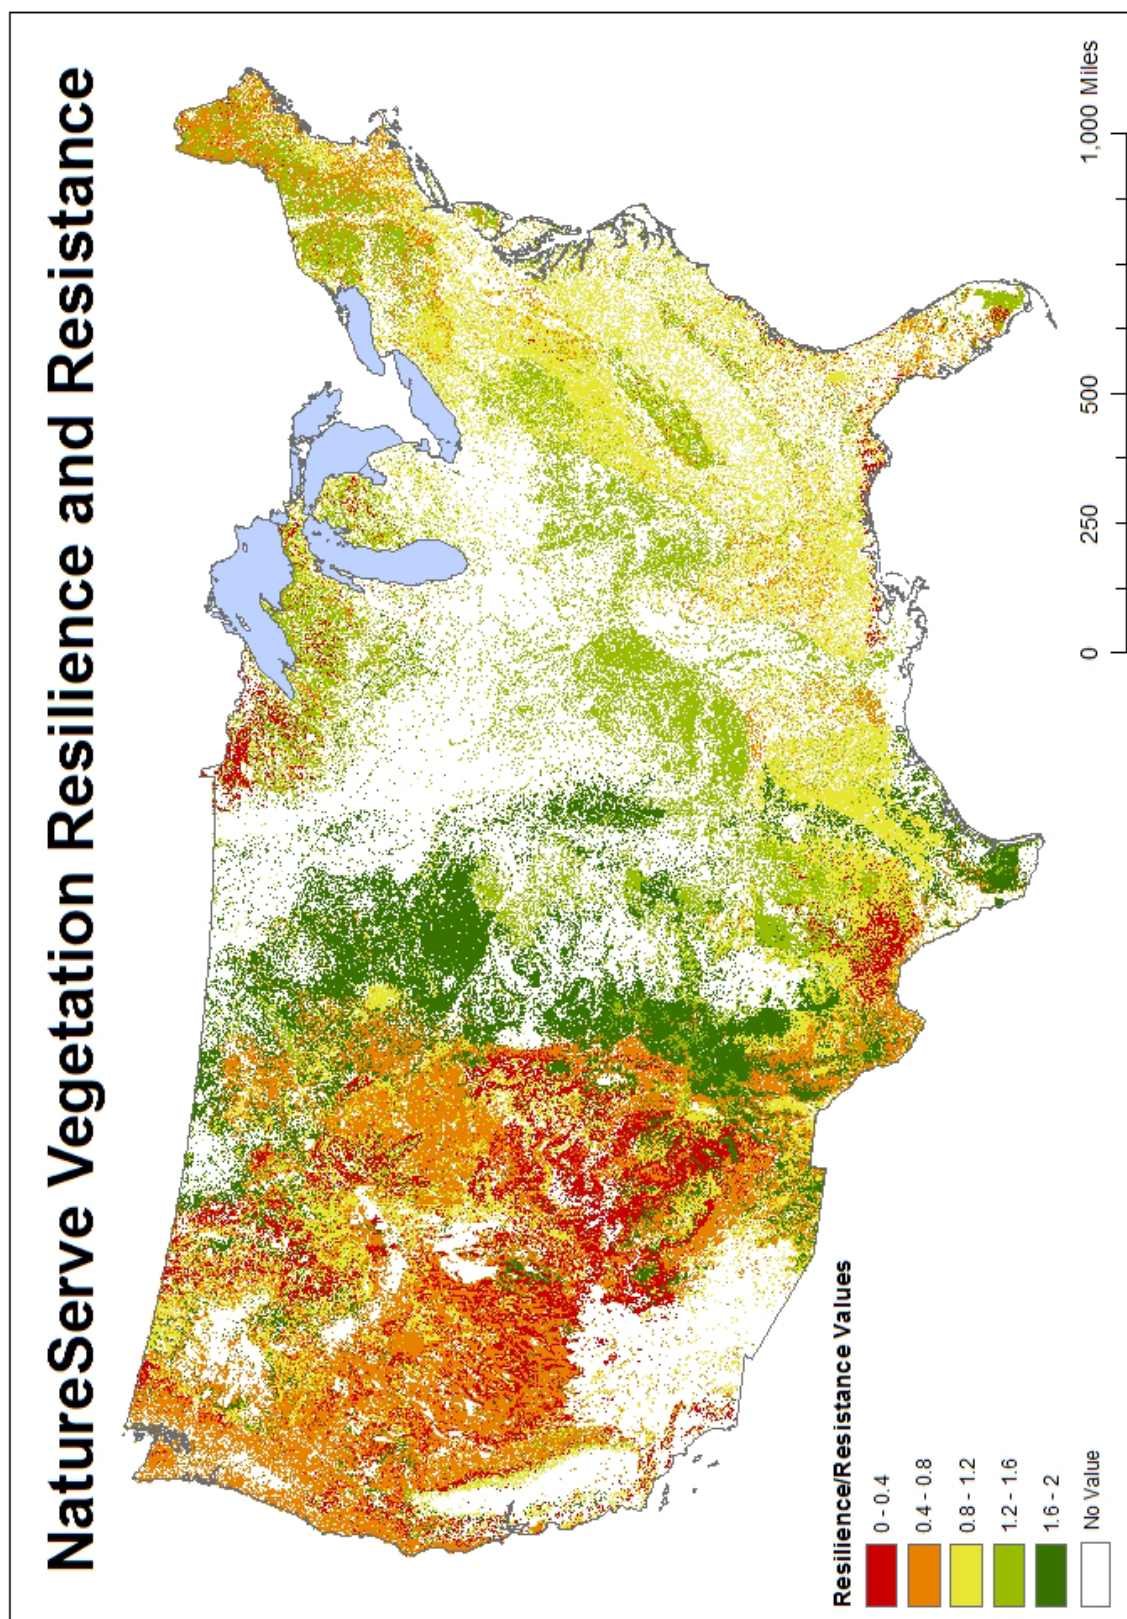 NatureServe Vegetation Resilience and Resistance
Resilience/Resistance Values
0 - 0.4
0.4 - 0.8
0.8 - 1.2
1.2 - 1.6
1.6 - 2
No Value
0 250 500 1,000 Miles